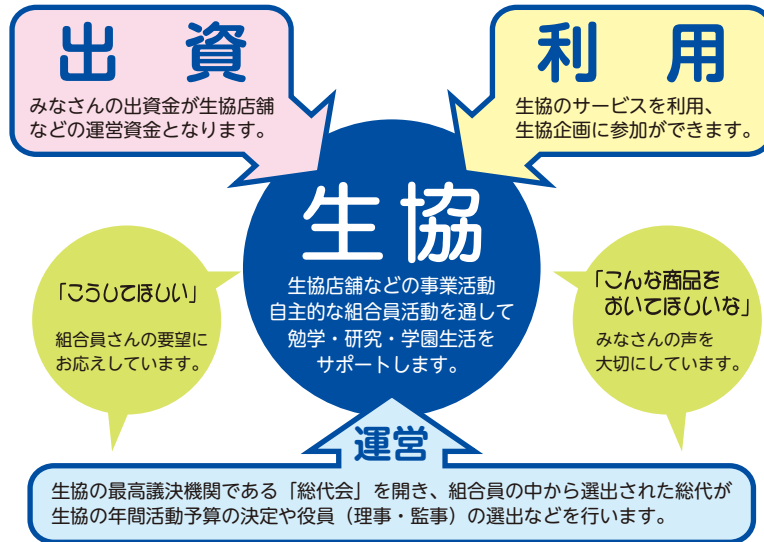 出資
みなさんの出資金が生協店舗
などの運営資金となります。
利用
生協のサービスを利用、
生協企画に参加ができます。
生協
生協店舗などの事業活動
自主的な組合員活動を通して
勉学・研究・学園生活を
サポートします。
「こうしてほしい」
組合員さんの要望に
お応えしています。
「こんな商品を
おいてほしいな」
みなさんの声を
大切にしています。
運営
生協の最高議決機関である「総代会」を開き、組合員の中から選出された総代が
生協の年間活動予算の決定や役員（理事・監事）の選出などを行います。